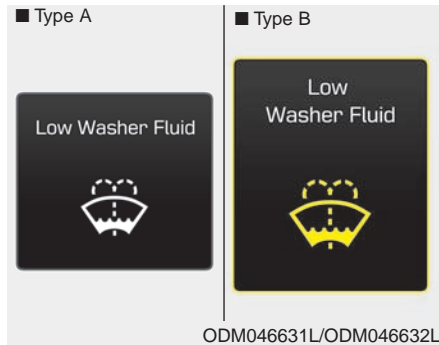 ■ Type A
Low Washer Fluid
■ Type B
Low
Washer Fluid
ODM046631L/ODM046632L